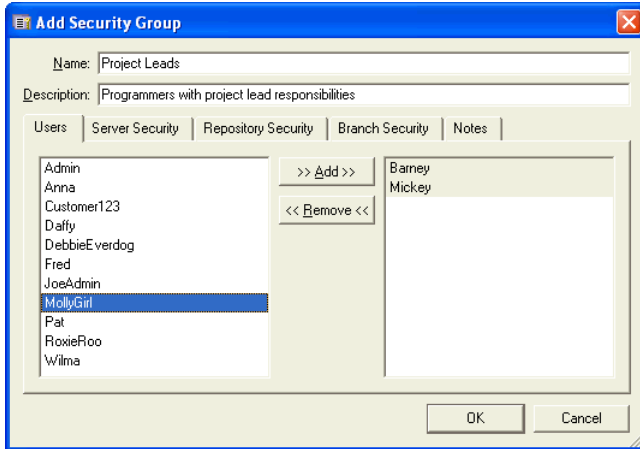 Add Security Group
Name: Project Leads
Description: Programmers with project lead responsibilities
Users Server Security Repository Security Branch Security Notes
Admin
Anna
Customer123
Daffy
DebbieEverdog
Fred
JoeAdmin
MollyGirl
Pat
RoxieRoo
Wilma
>> Add >>
<< Remove <<
Barney
Mickey
OK Cancel